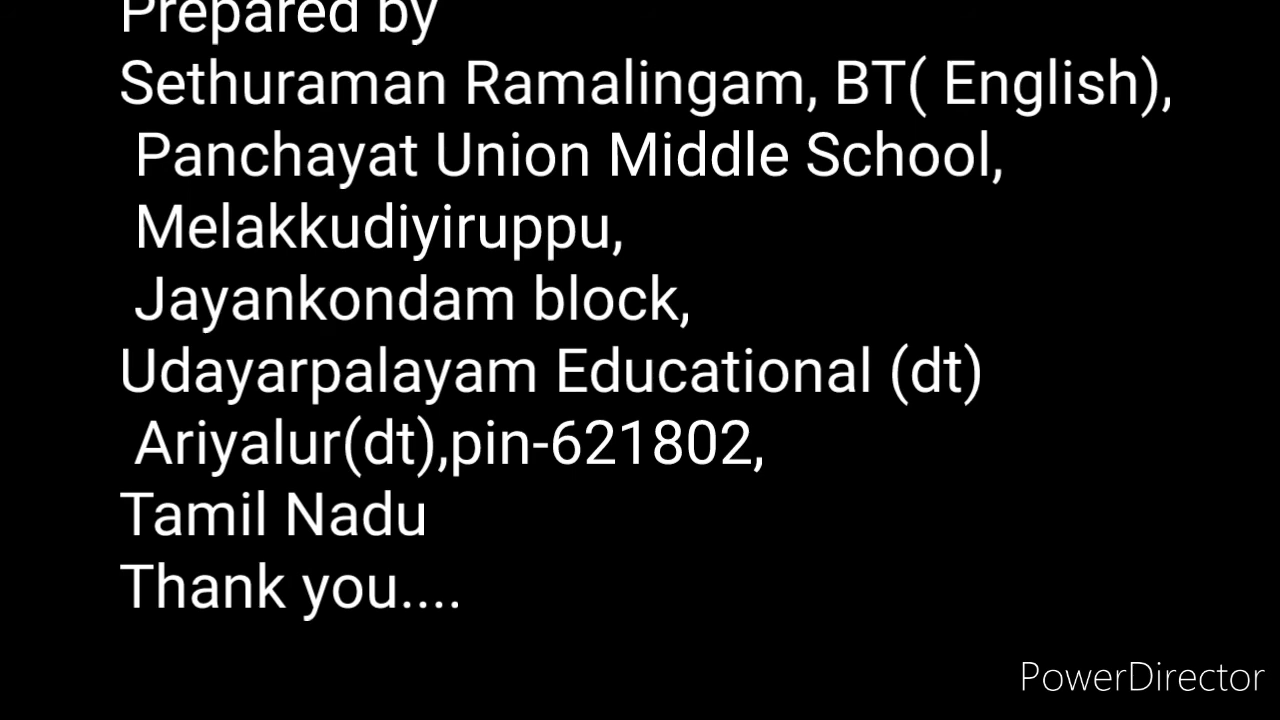 Prepared by
Sethuraman Ramalingam, BT( English),
Panchayat Union Middle School,
Melakkudiyiruppu,
Jayankondam block,
Udayarpalayam Educational (dt)
Ariyalur(dt),pin-621802,
Tamil Nadu
Thank you....
PowerDirector